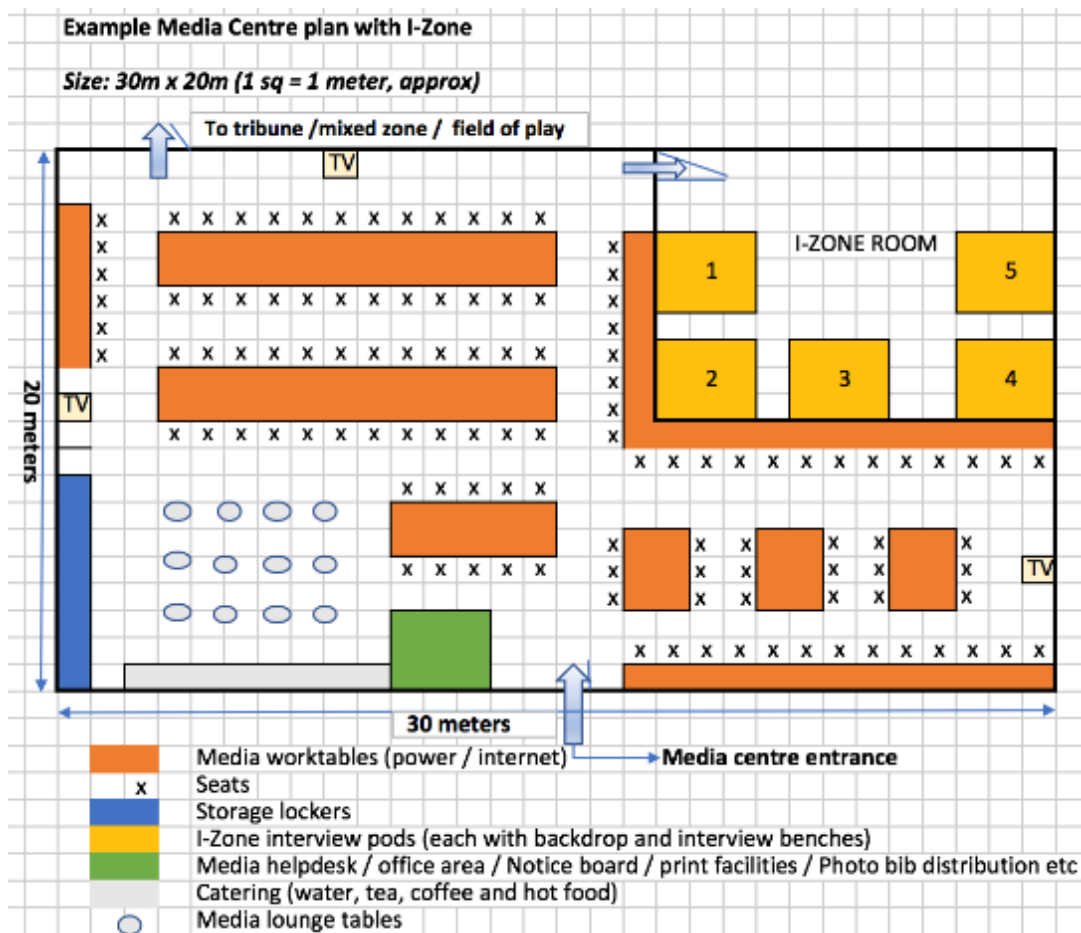 Example Media Centre plan with I-Zone
Size: 30m x 20m (1 sq = 1 meter, approx)
To tribune /mixed zone / field of play
TV
x x x x x x x x x x x x
x
x
x
x
x
x
x x x x x x x x x x x x
x x x x x x x x x x x x
TV
x x x x x x x x x x x x
20 meters
x x x x x
x x x x x
I-ZONE ROOM
1
5
2
3
4
x
x
x
x
x
x
x
x
x x x x x x x x x x x x x
x x x x x x
x x x x x x
x x x x x x
TV
x x x x x x x x x x x x x
30 meters
Media centre entrance
Media worktables (power / internet)
x Seats
Storage lockers
I-Zone interview pods (each with backdrop and interview benches)
Media helpdesk / office area / Notice board / print facilities / Photo bib distribution etc
Catering (water, tea, coffee and hot food)
Media lounge tables